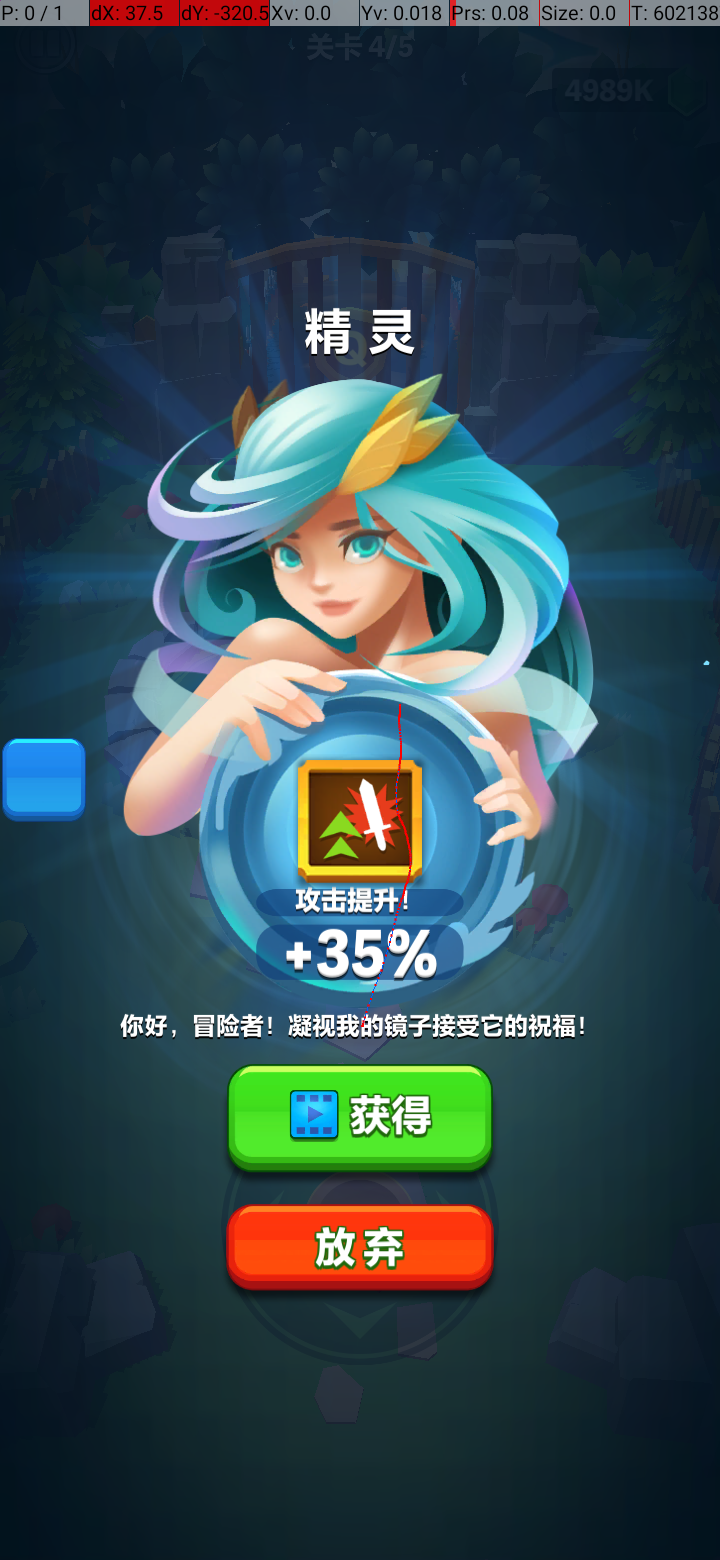 P: 0 / 1 dX: 37.5 dY: -320.5 Xv: 0.0 Yv: 0.018 Prs: 0.08 Size: 0.0 T: 602138
关卡 4/5
4989K
精灵
攻击提升!
+35%
你好，冒险者！凝视我的镜子接受它的祝福！
获得
放弃